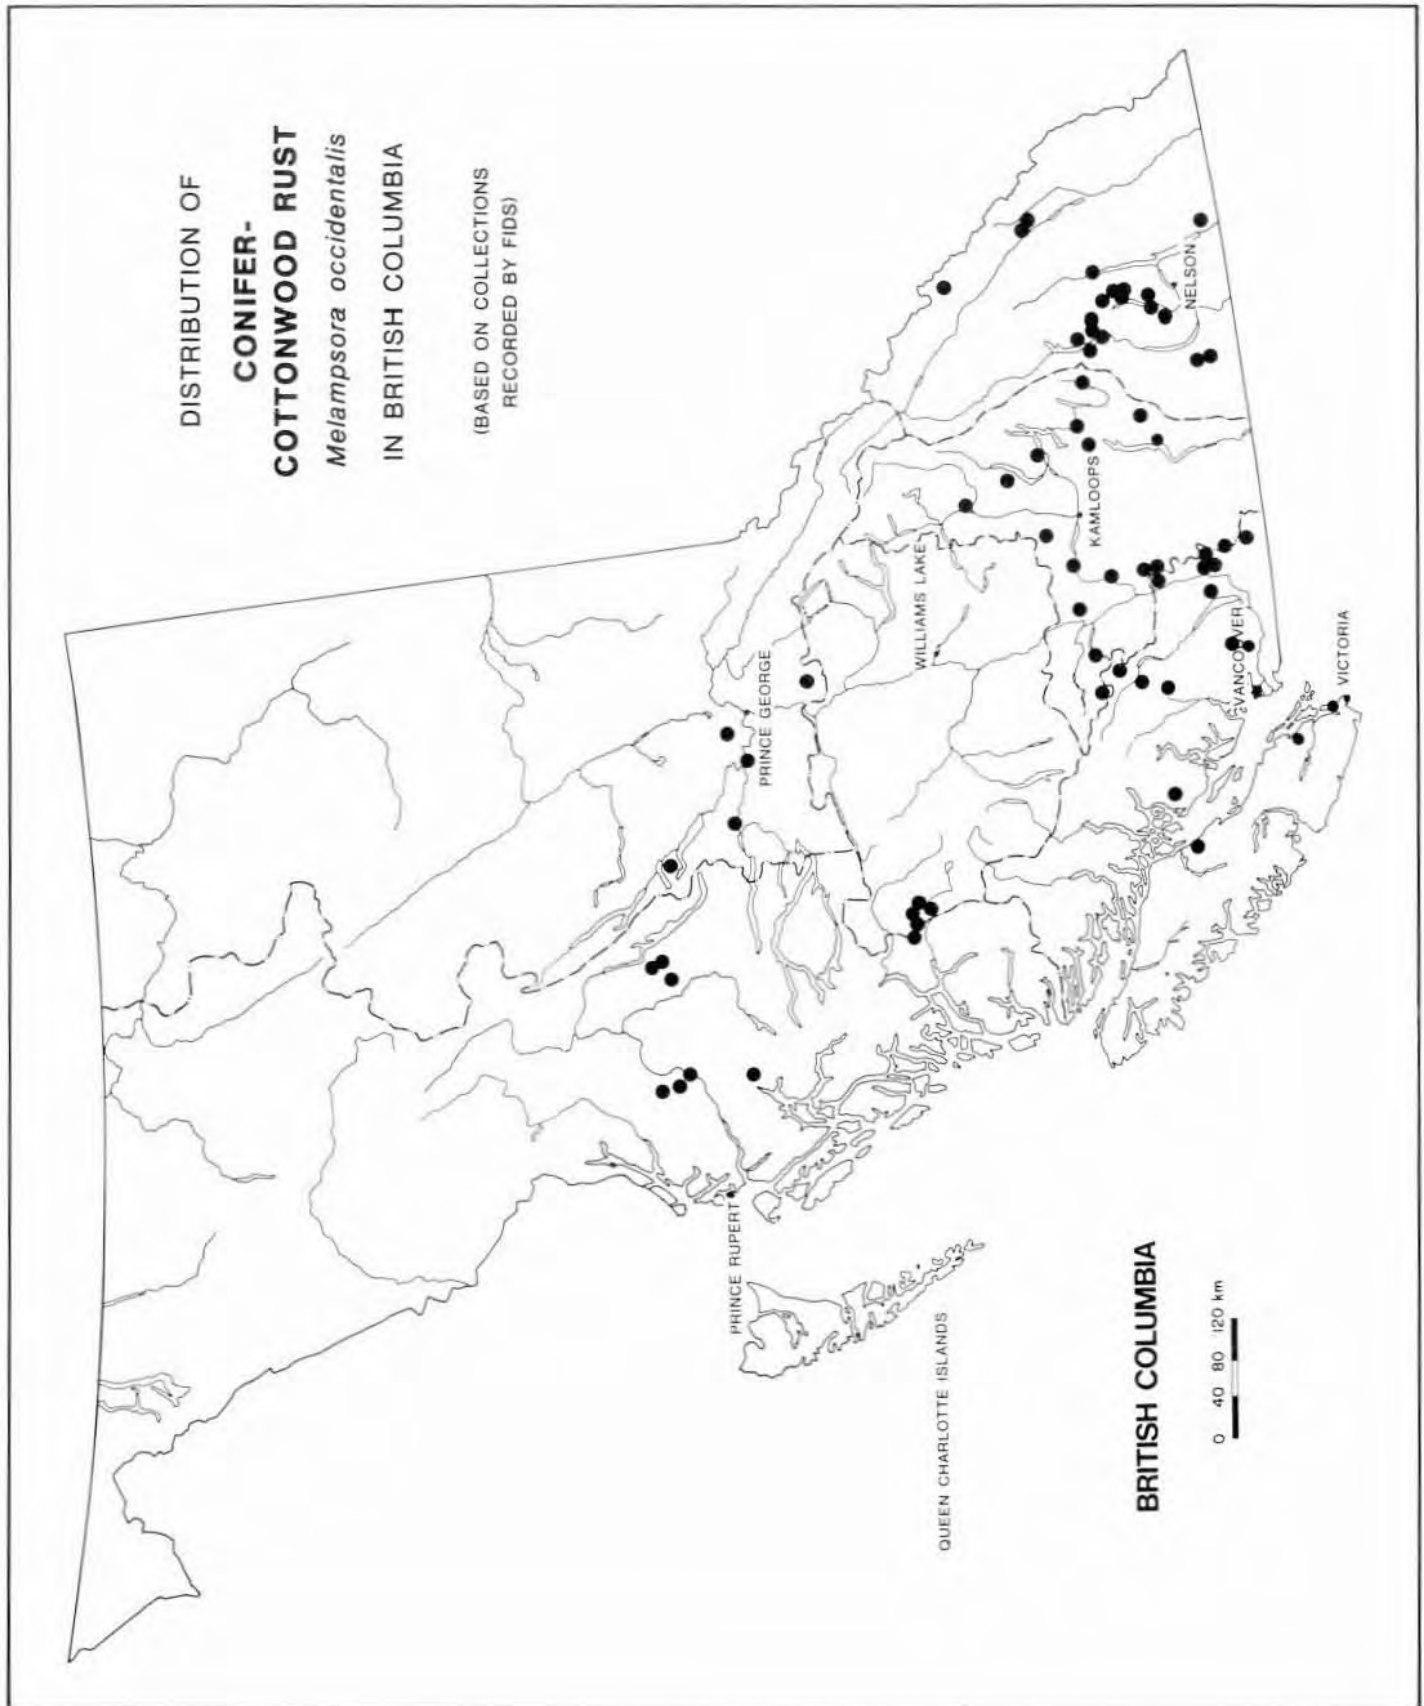 DISTRIBUTION OF
CONIFER-
COTTONWOOD RUST
Melampsora occidentalis
IN BRITISH COLUMBIA
(BASED ON COLLECTIONS
RECORDED BY FIDS)
PRINCE GEORGE
PRINCE RUPERT
QUEEN CHARLOTTE ISLANDS
WILLIAMS LAKE
KAMLOOPS
NELSON
VANCOUVER
VICTORIA
BRITISH COLUMBIA
0 40 80 120 km